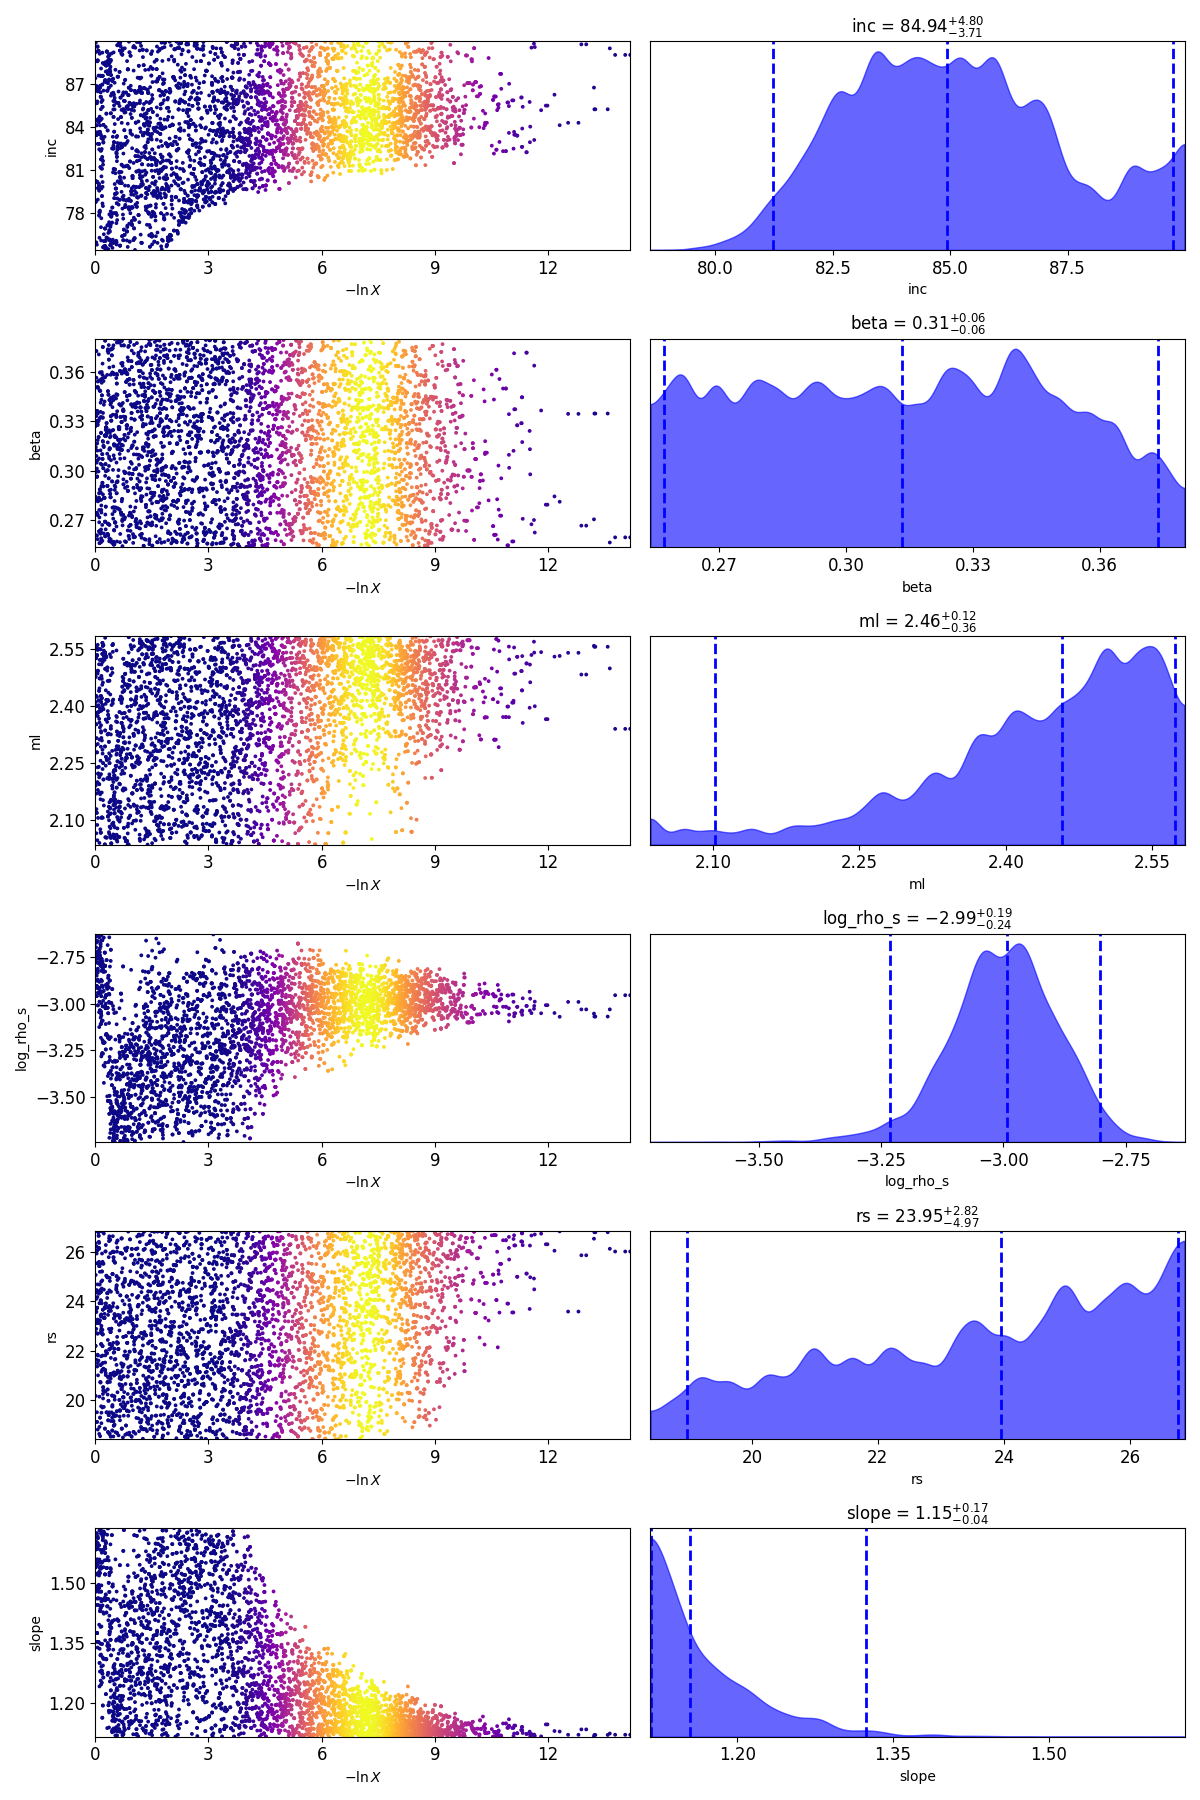 inc = 84.94 +4.80 −3.71
87
84
81
78
inc
0 3 6 9 12
80.0 82.5 85.0 87.5
−ln X
inc
beta = 0.31 +0.06 −0.06
0.36
0.33
0.30
0.27
beta
0 3 6 9 12
0.27 0.30 0.33 0.36
−ln X
beta
ml = 2.46 +0.12 −0.36
2.55
2.40
2.25
2.10
ml
0 3 6 9 12
2.10 2.25 2.40 2.55
−ln X
ml
log_rho_s = −2.99 +0.19 −0.24
−2.75
−3.00
−3.25
−3.50
log_rho_s
0 3 6 9 12
−3.50 −3.25 −3.00 −2.75
−ln X
log_rho_s
rs = 23.95 +2.82 −4.97
26
24
22
20
rs
0 3 6 9 12
20 22 24 26
−ln X
rs
slope = 1.15 +0.17 −0.04
1.50
1.35
1.20
slope
0 3 6 9 12
1.20 1.35 1.50
−ln X
slope